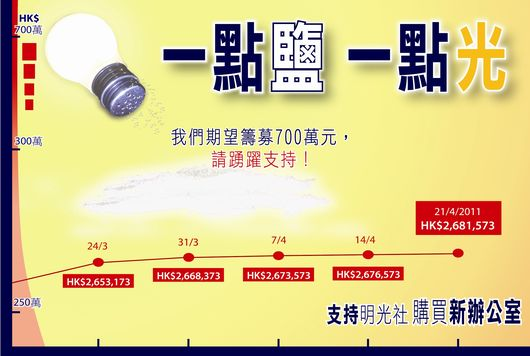 HK$
700萬
一點鹽 一點光
我們期望籌募700萬元，
請踴躍支持！
300萬
21/4/2011
HK$2,681,573
24/3
31/3
7/4
14/4
HK$2,653,173
HK$2,668,373
HK$2,673,573
HK$2,676,573
250萬
支持明光社 購買新辦公室